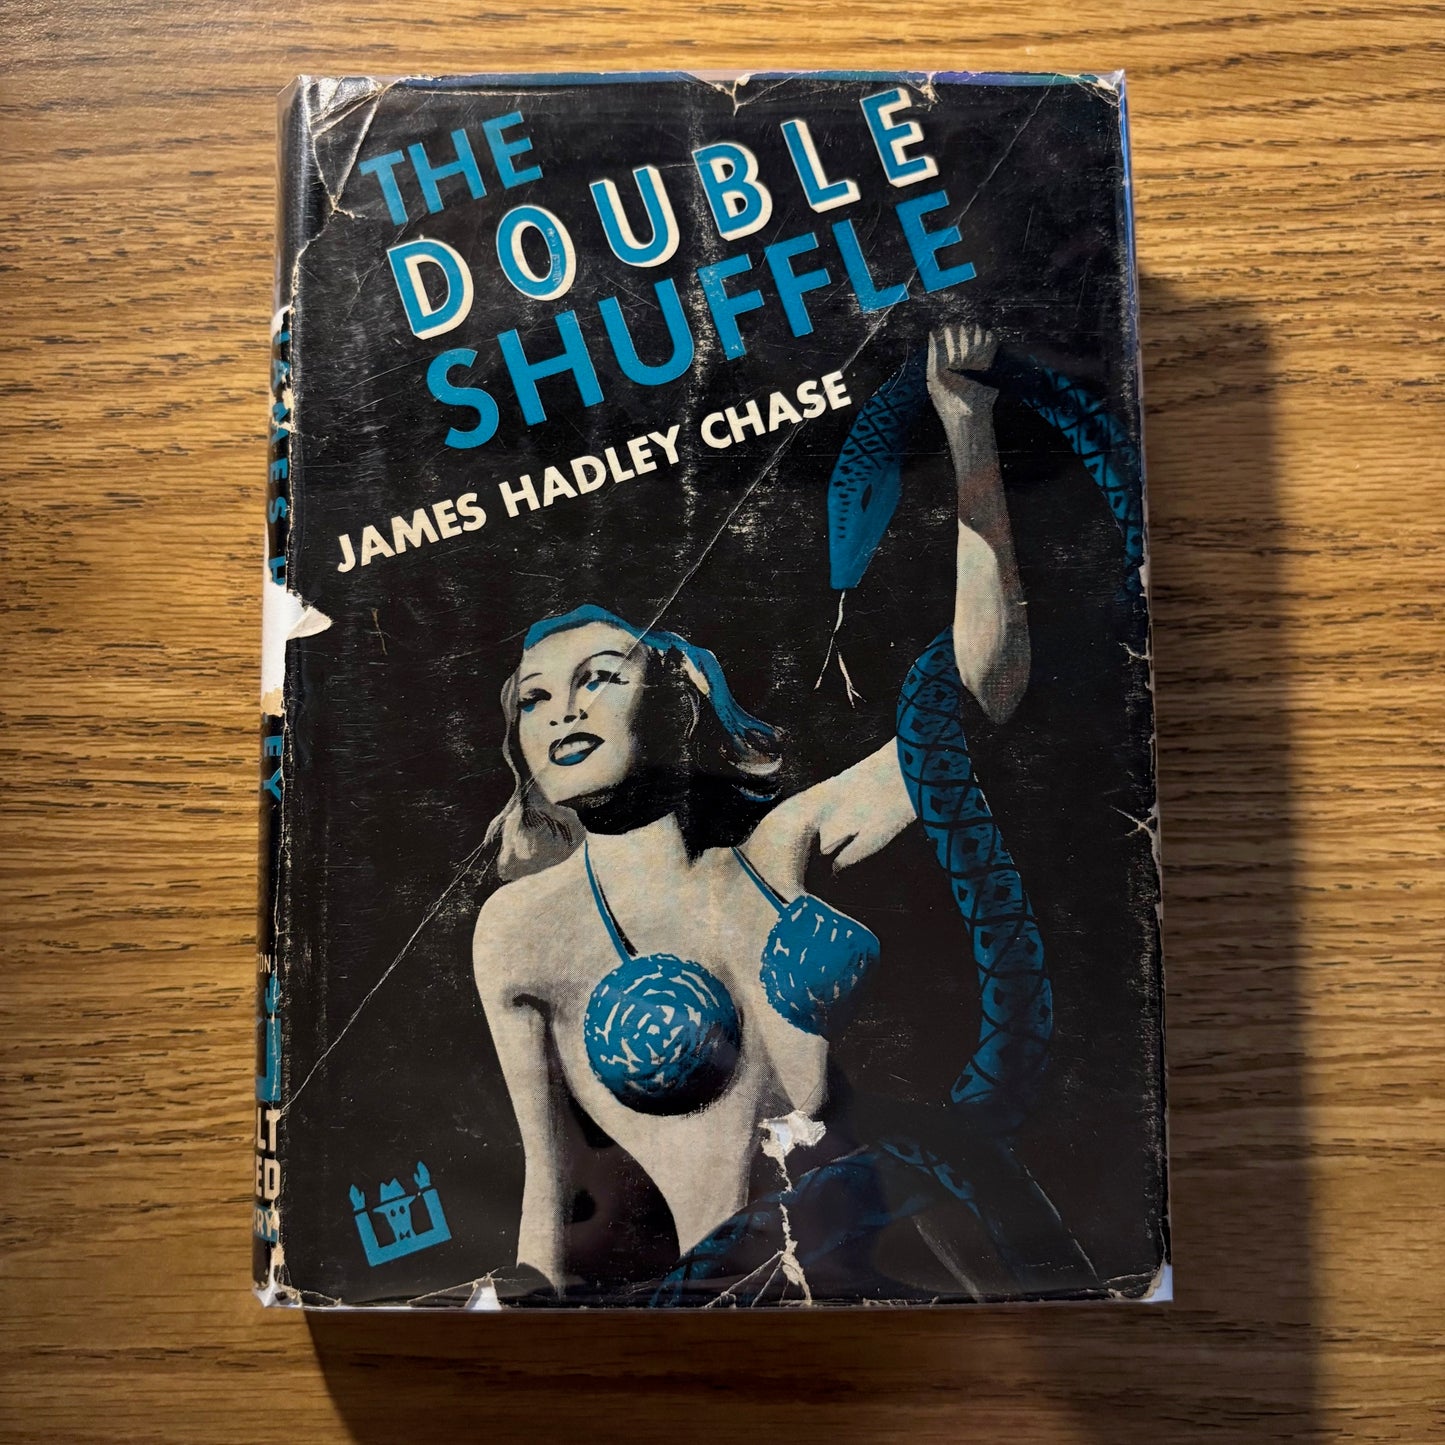 THE
DOUBLE
SHUFFLE
JAMES HADLEY CHASE